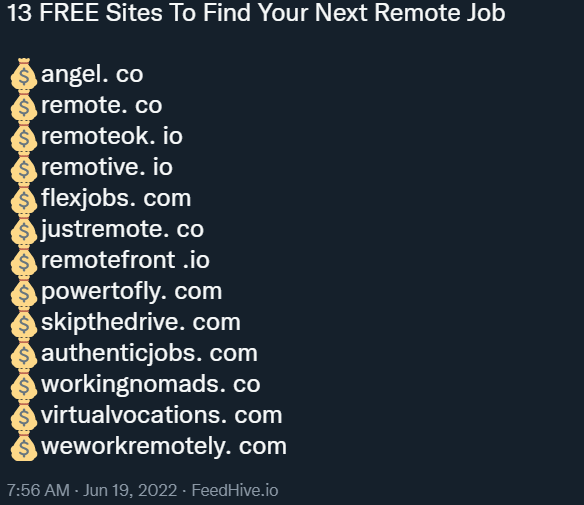 13 FREE Sites To Find Your Next Remote Job
💰angel. co
💰remote. co
💰remoteok. io
💰remotive. io
💰flexjobs. com
💰justremote. co
💰remotefront .io
💰powertofly. com
💰skipthedrive. com
💰authenticjobs. com
💰workingnomads. co
💰virtualvocations. com
💰weworkremotely. com
7:56 AM · Jun 19, 2022 · FeedHive.io